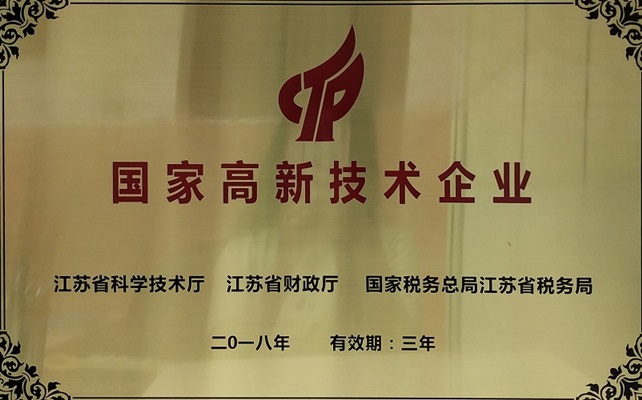 CTP
国家高新技术企业
江苏省科学技术厅 江苏省财政厅 国家税务总局江苏省税务局
二0一八年 有效期：三年